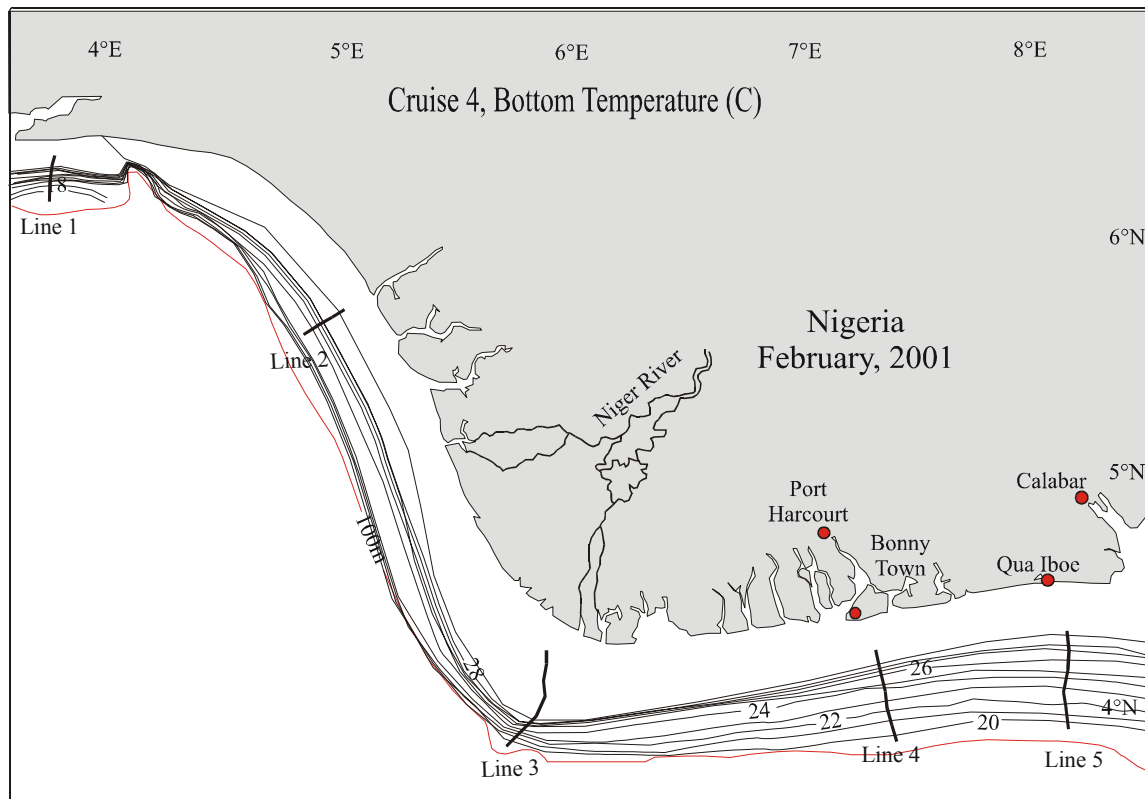 4°E
5°E
6°E
7°E
8°E
Cruise 4, Bottom Temperature (C)
8
Line 1
6°N
Nigeria
February, 2001
Line 2
Niger River
5°N
Calabar
Port
Harcourt
Bonny
Town
100m
Qua Iboe
28
26
24
22
20
4°N
Line 3
Line 4
Line 5